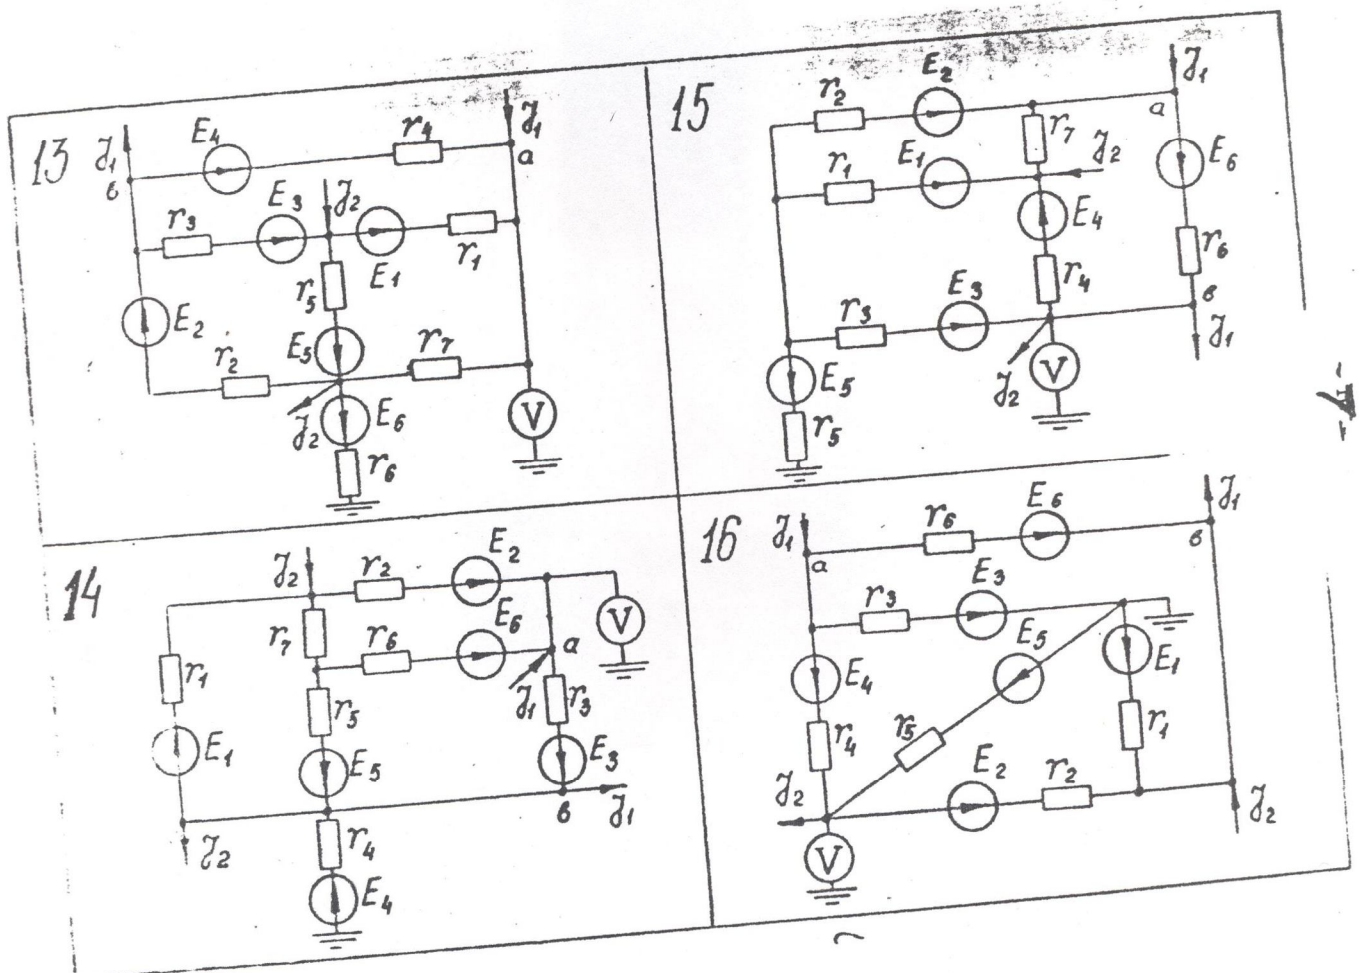 13
J₁
в
E₄
r₄
J₁
a
r₃
E₃
J₂
E₁
r₁
r₅
E₂
r₂
E₅
r₇
J₂
E₆
r₆
V
15
r₂
E₂
J₁
a
r₇
r₁
E₁
J₂
E₆
E₄
r₆
r₄
r₃
E₃
в
J₁
E₅
J₂
V
r₅
14
J₂
r₂
E₂
V
r₇
r₆
E₆
a
J₁
r₁
r₃
r₅
E₁
E₅
E₃
в
J₁
J₂
r₄
E₄
16
J₁
a
r₆
E₆
J₁
в
r₃
E₃
E₅
E₁
E₄
r₄
r₅
r₁
J₂
E₂
r₂
J₂
V